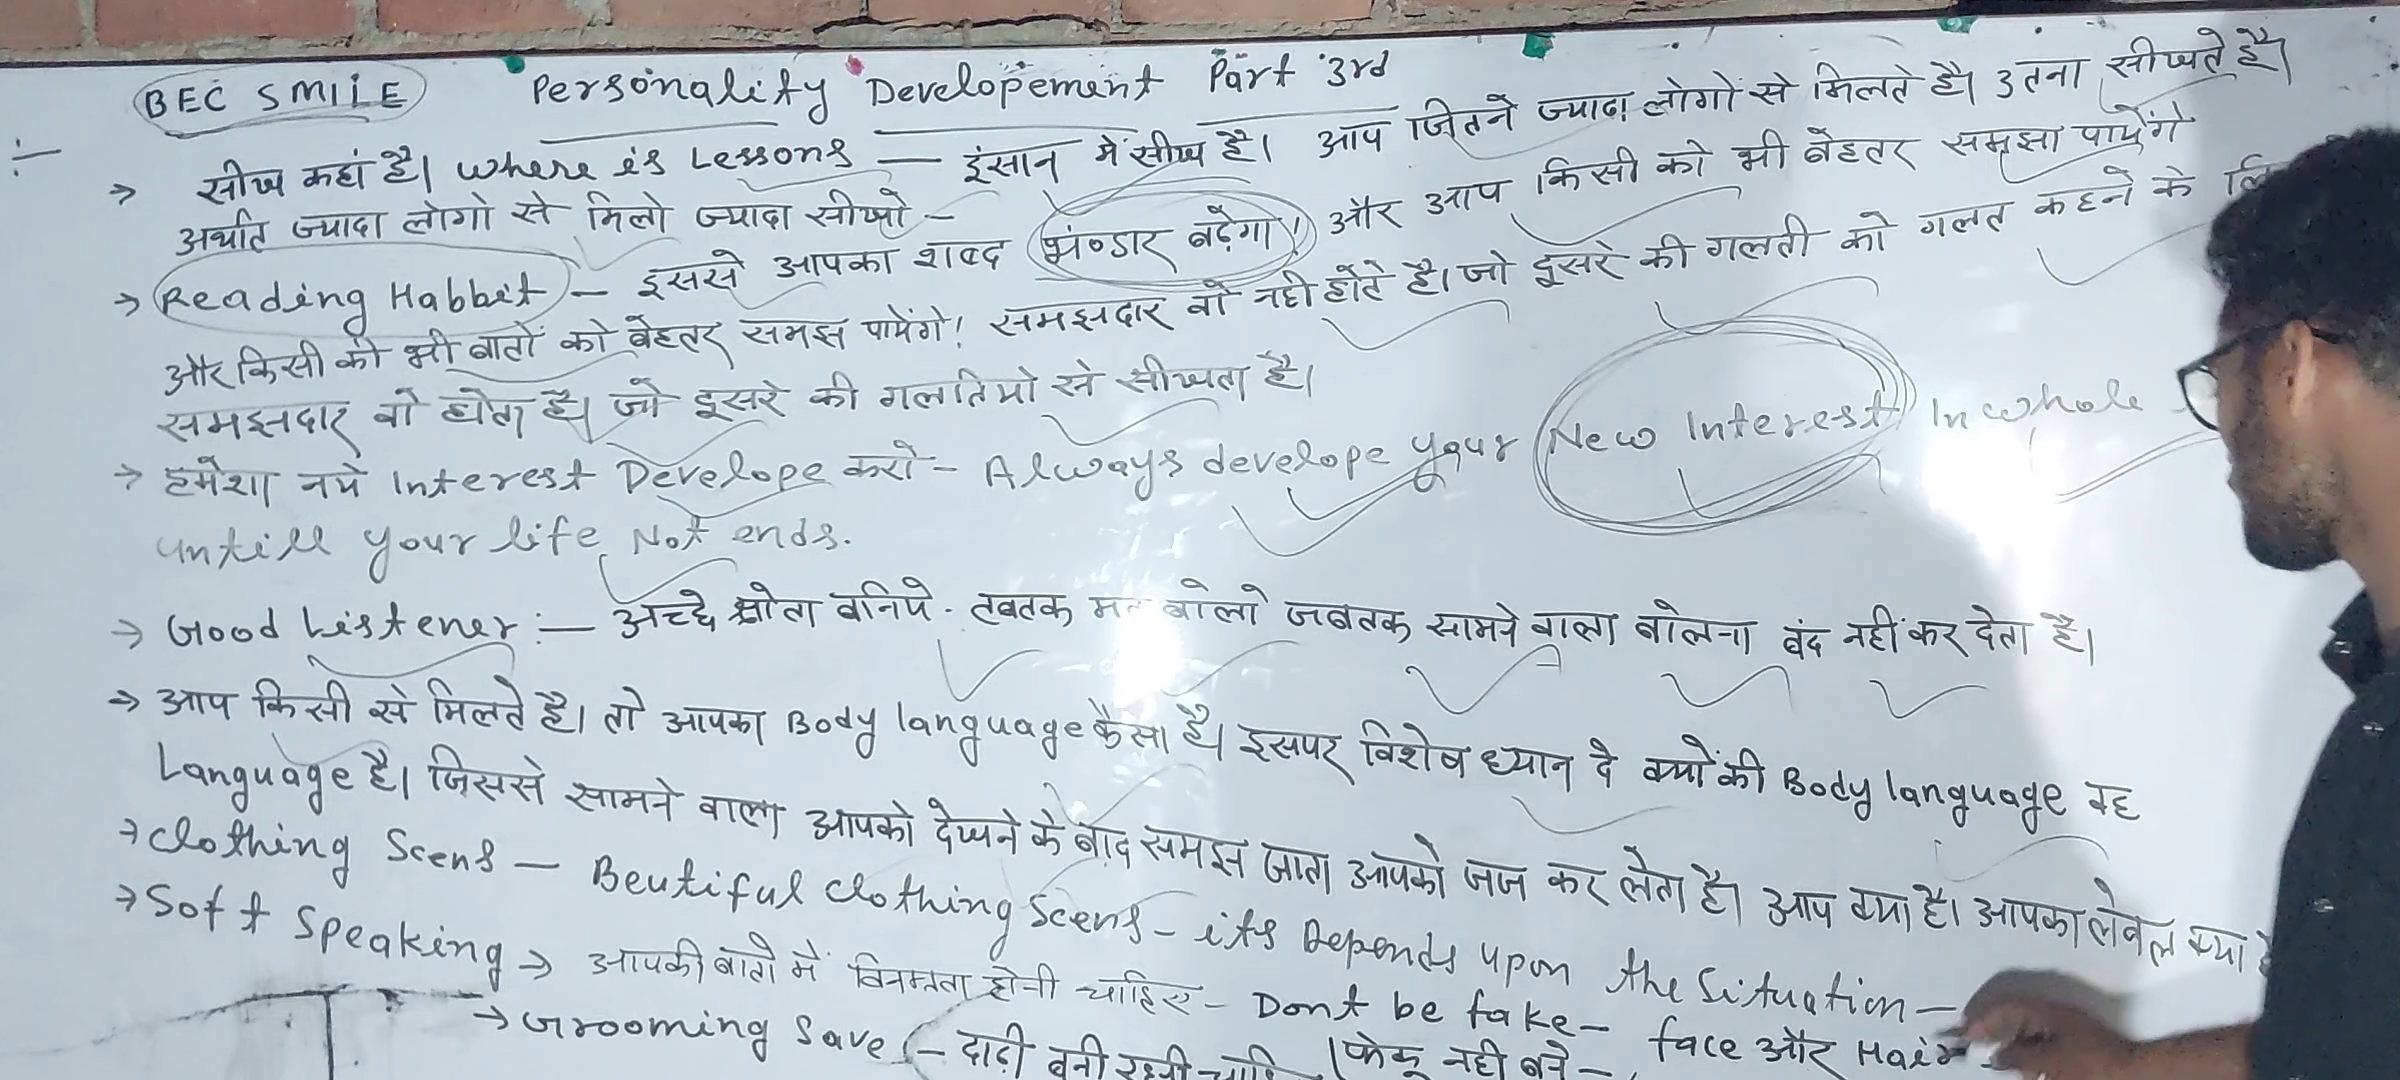 BEC SMILE Personality Developement Part 3rd
→ सीख कहां है। Where is Lessons — इंसान में सीख है। आप जितने ज्यादा लोगों से मिलते है। उतना सीखते है।
अर्थात ज्यादा लोगो से मिलो ज्यादा सीखो –
→ Reading Habbit – इससे आपका शब्द भंण्डार बढ़ेगा! और आप किसी को भी बेहतर समझा पायेंगे
और किसी की भी बातों को बेहतर समझ पायेंगे! समझदार वो नही होते है। जो दूसरे की गलती को गलत कहने के
समझदार वो होता है। जो दूसरे की गलतियो से सीखता है।
→ हमेशा नये Interest Develope करो – Always develope your New Interest In whole
untill your life Not ends.
→ Good Listener :— अच्छे श्रोता बनिये . तबतक मत बोलो जबतक सामने वाला बोलना बंद नही कर देता है।
→ आप किसी से मिलते है। तो आपका Body language कैसा है। इसपर विशेष ध्यान दे क्यों की Body language वह
Language है। जिससे सामने वाला आपको देखने के बाद समझ जाता आपको जज कर लेता है। आप क्या है। आपका लेवेल क्या
→ Clothing Scens — Beutiful Clothing Scens – its Depends upon the Situation —
→ Soft Speaking → आपकी बातो में विनम्रता होनी चाहिए – Dont be fake – face और Hair
→ Grooming Save – दाढ़ी बनी रहनी (फेकू नही बने –